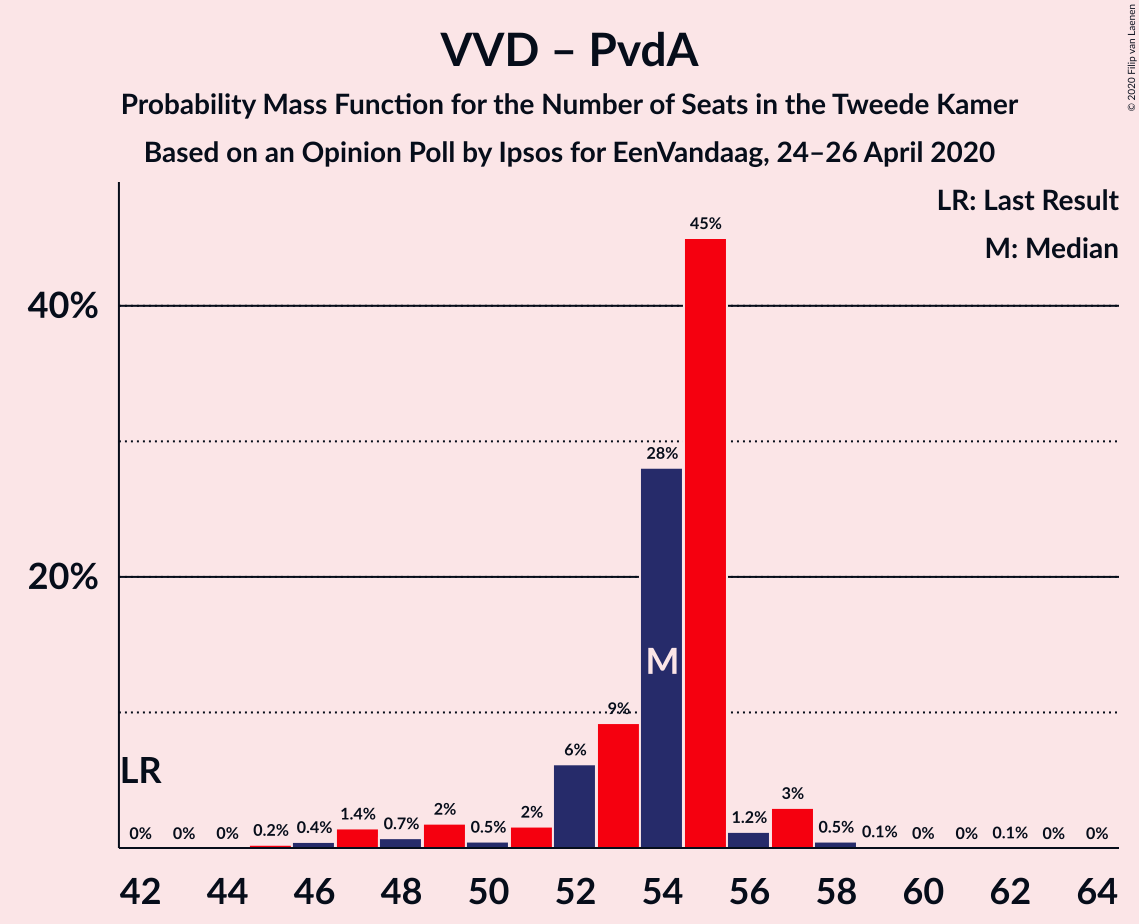 VVD – PvdA
Probability Mass Function for the Number of Seats in the Tweede Kamer
Based on an Opinion Poll by Ipsos for EenVandaag, 24–26 April 2020
© 2020 Filip van Laenen
LR: Last Result
M: Median
40%
20%
LR
M
0% 0% 0% 0.2% 0.4% 1.4% 0.7% 2% 0.5% 2% 6% 9% 28% 45% 1.2% 3% 0.5% 0.1% 0% 0% 0.1% 0% 0%
42 44 46 48 50 52 54 56 58 60 62 64